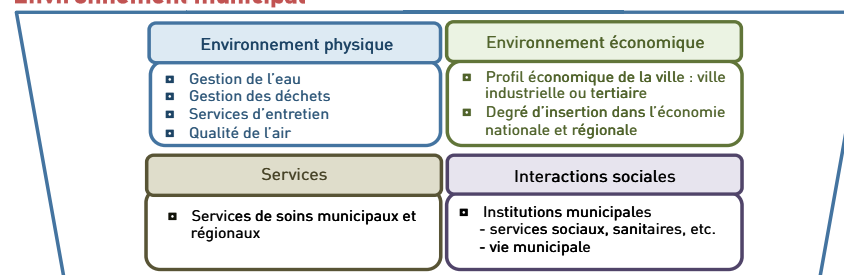 Environnement municipal
Environnement physique
Gestion de l'eau
Gestion des déchets
Services d'entretien
Qualité de l'air
Environnement économique
Profil économique de la ville : ville
industrielle ou tertiaire
Degré d'insertion dans l'économie
nationale et régionale
Services
Services de soins municipaux et
régionaux
Interactions sociales
Institutions municipales
- services sociaux, sanitaires, etc.
- vie municipale